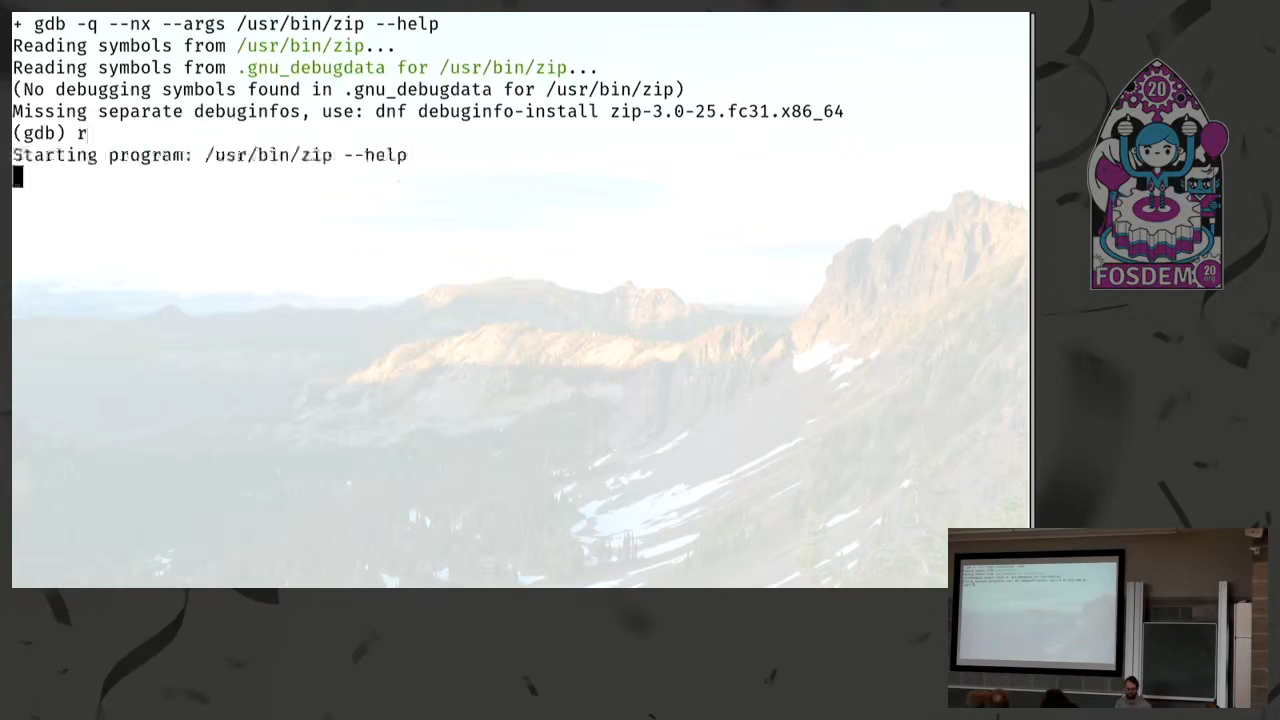 + gdb -q --nx --args /usr/bin/zip --help
Reading symbols from /usr/bin/zip...
Reading symbols from .gnu_debugdata for /usr/bin/zip...
(No debugging symbols found in .gnu_debugdata for /usr/bin/zip)
Missing separate debuginfos, use: dnf debuginfo-install zip-3.0-25.fc31.x86_64
(gdb) r
Starting program: /usr/bin/zip --help
20
FOSDEM
20
.org